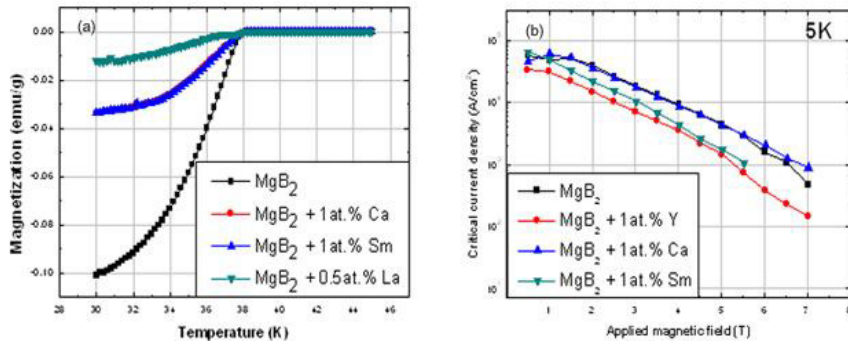 (a)
0.00
-0.02
-0.04
-0.06
-0.08
-0.10
Magnetization (emu/g)
MgB2
MgB2 + 1at.% Ca
MgB2 + 1at.% Sm
MgB2 + 0.5at.% La
28 30 32 34 36 38 40 42 44 46
Temperature (K)
(b)
5K
Critical current density (A/cm2)
MgB2
MgB2 + 1at.% Y
MgB2 + 1at.% Ca
MgB2 + 1at.% Sm
1 2 3 4 5 6 7 8
Applied magnetic field (T)